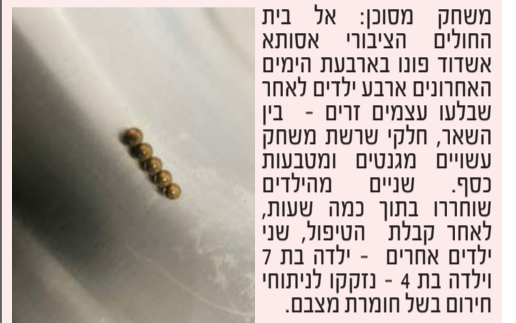 משחק מסוכן: אל בית
החולים הציבורי אסותא
אשדוד פונו בארבעת הימים
האחרונים ארבע ילדים לאחר
שבלעו עצמים זרים - בין
השאר, חלקי שרשת משחק
עשויים מגנטים ומטבעות
כסף. שניים מהילדים
שוחררו בתוך כמה שעות,
לאחר קבלת הטיפול, שני
ילדים אחרים - ילדה בת 7
וילדה בת 4 - נזקקו לניתוחי
חירום בשל חומרת מצבם.